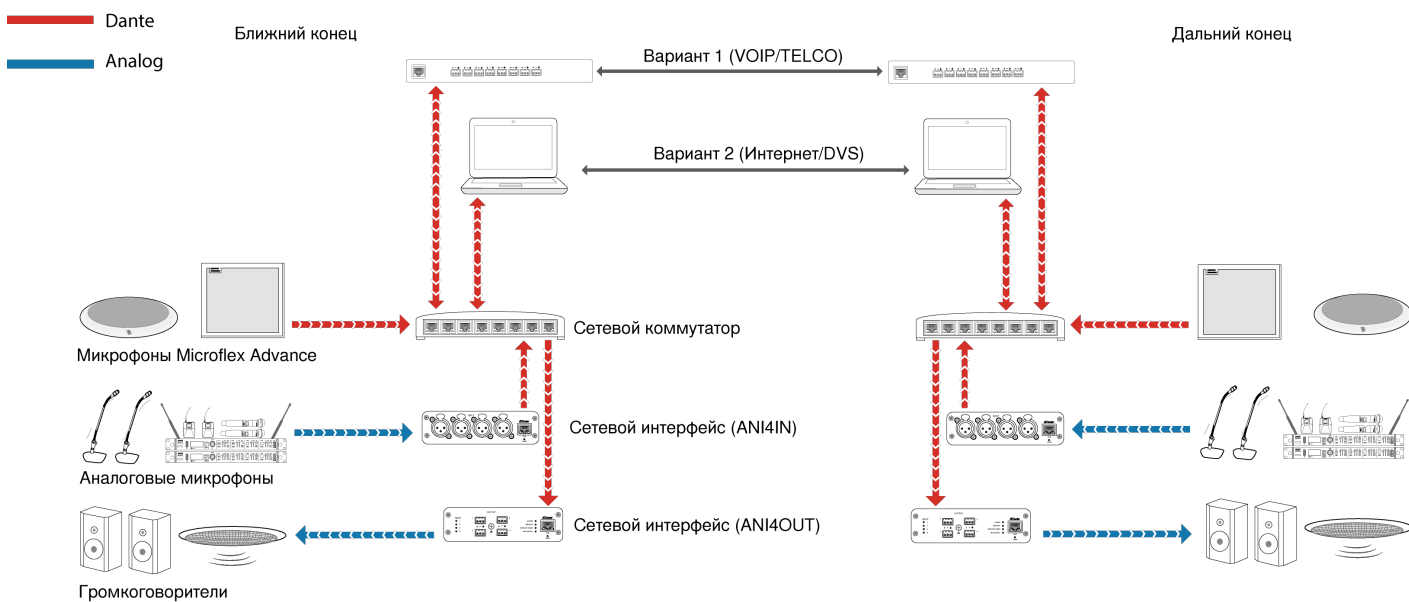 Dante
Analog
Ближний конец
Дальний конец
Вариант 1 (VOIP/TELCO)
Вариант 2 (Интернет/DVS)
Сетевой коммутатор
Микрофоны Microflex Advance
Сетевой интерфейс (ANI4IN)
Аналоговые микрофоны
Сетевой интерфейс (ANI4OUT)
Громкоговорители